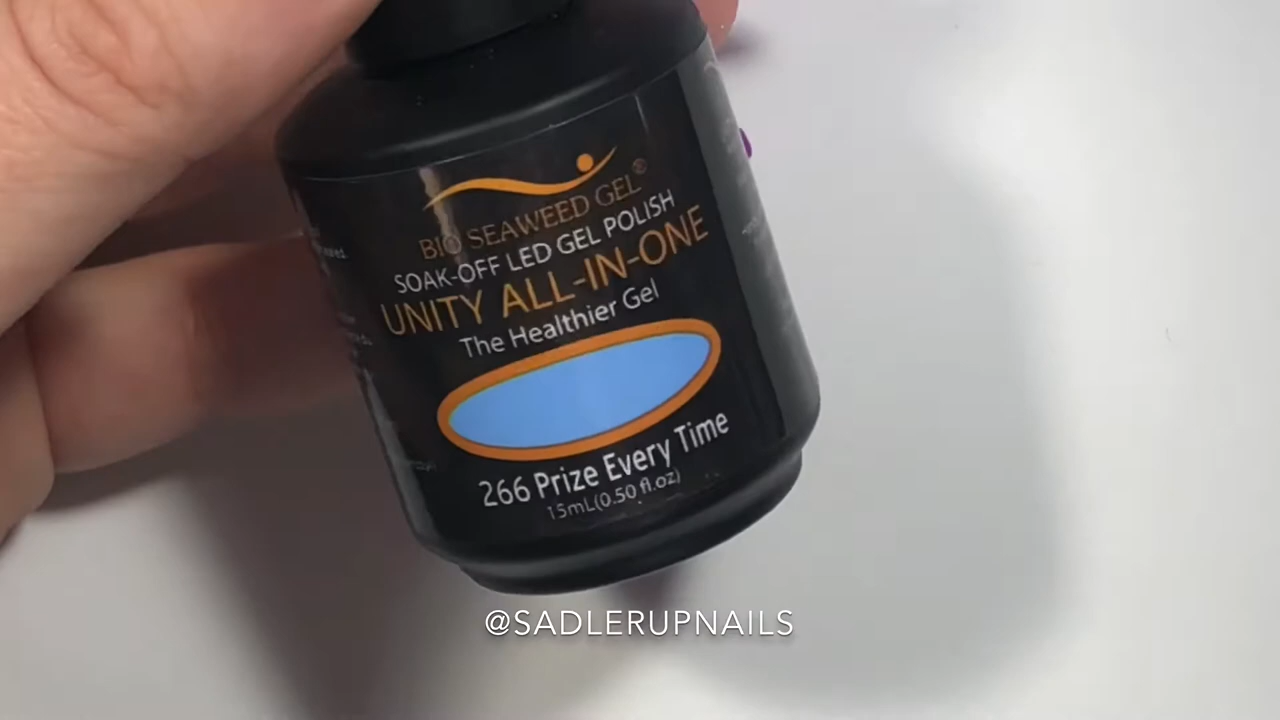 BIO SEAWEED GEL®
SOAK-OFF LED GEL POLISH
UNITY ALL-IN-ONE
The Healthier Gel
266 Prize Every Time
15mL(0.50 fl.oz)
@SADLERUPNAILS